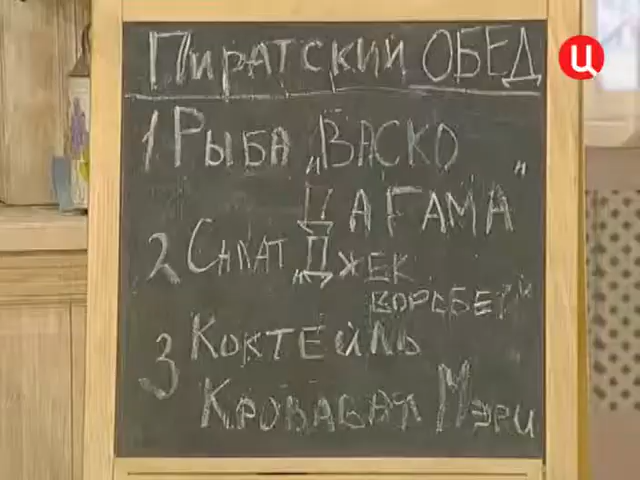 Пиратский ОБЕД
1 Рыба „ВАСКО
ДА ГАМА"
2 Салат „Джек
воробей"
3 Коктейль
Кровавая Мэри
Ц